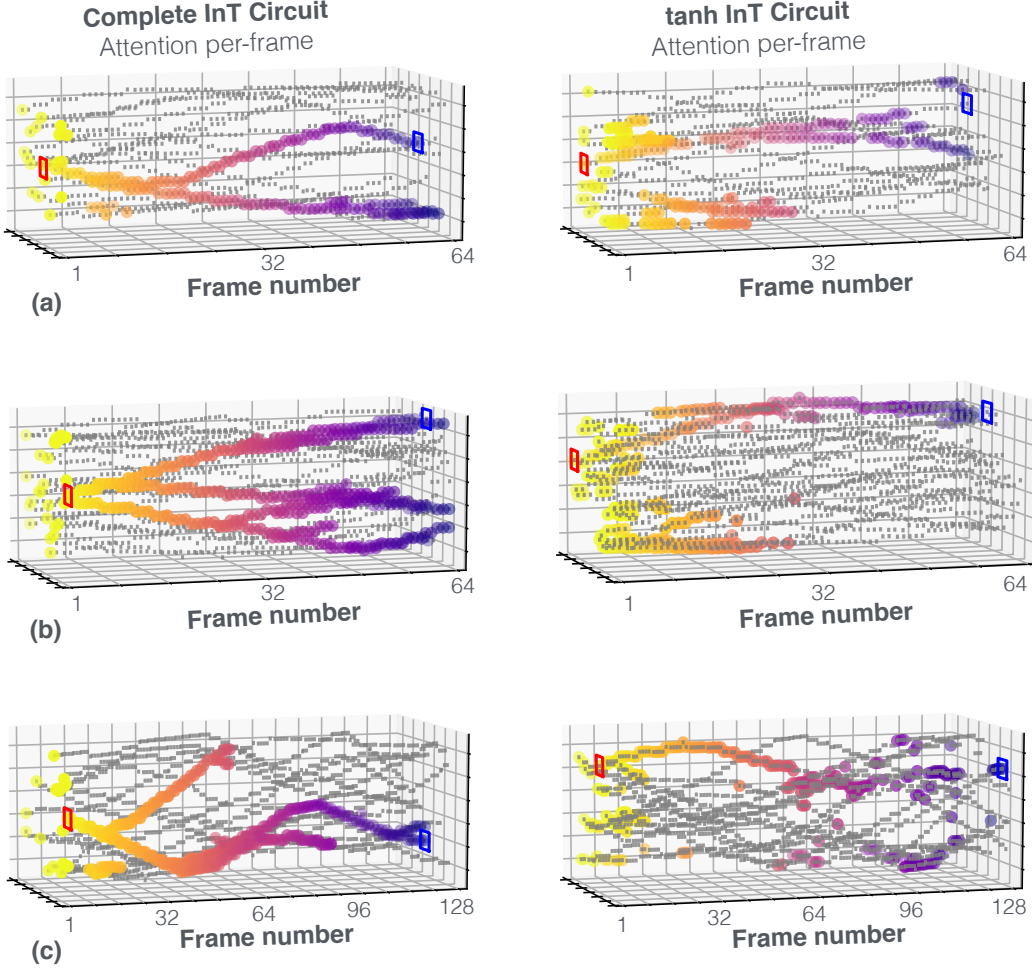 Complete InT Circuit
Attention per-frame
tanh InT Circuit
Attention per-frame
1 32 64
Frame number
1 32 64
Frame number
(a)
1 32 64
Frame number
1 32 64
Frame number
(b)
1 32 64 96 128
Frame number
1 32 64 96 128
Frame number
(c)